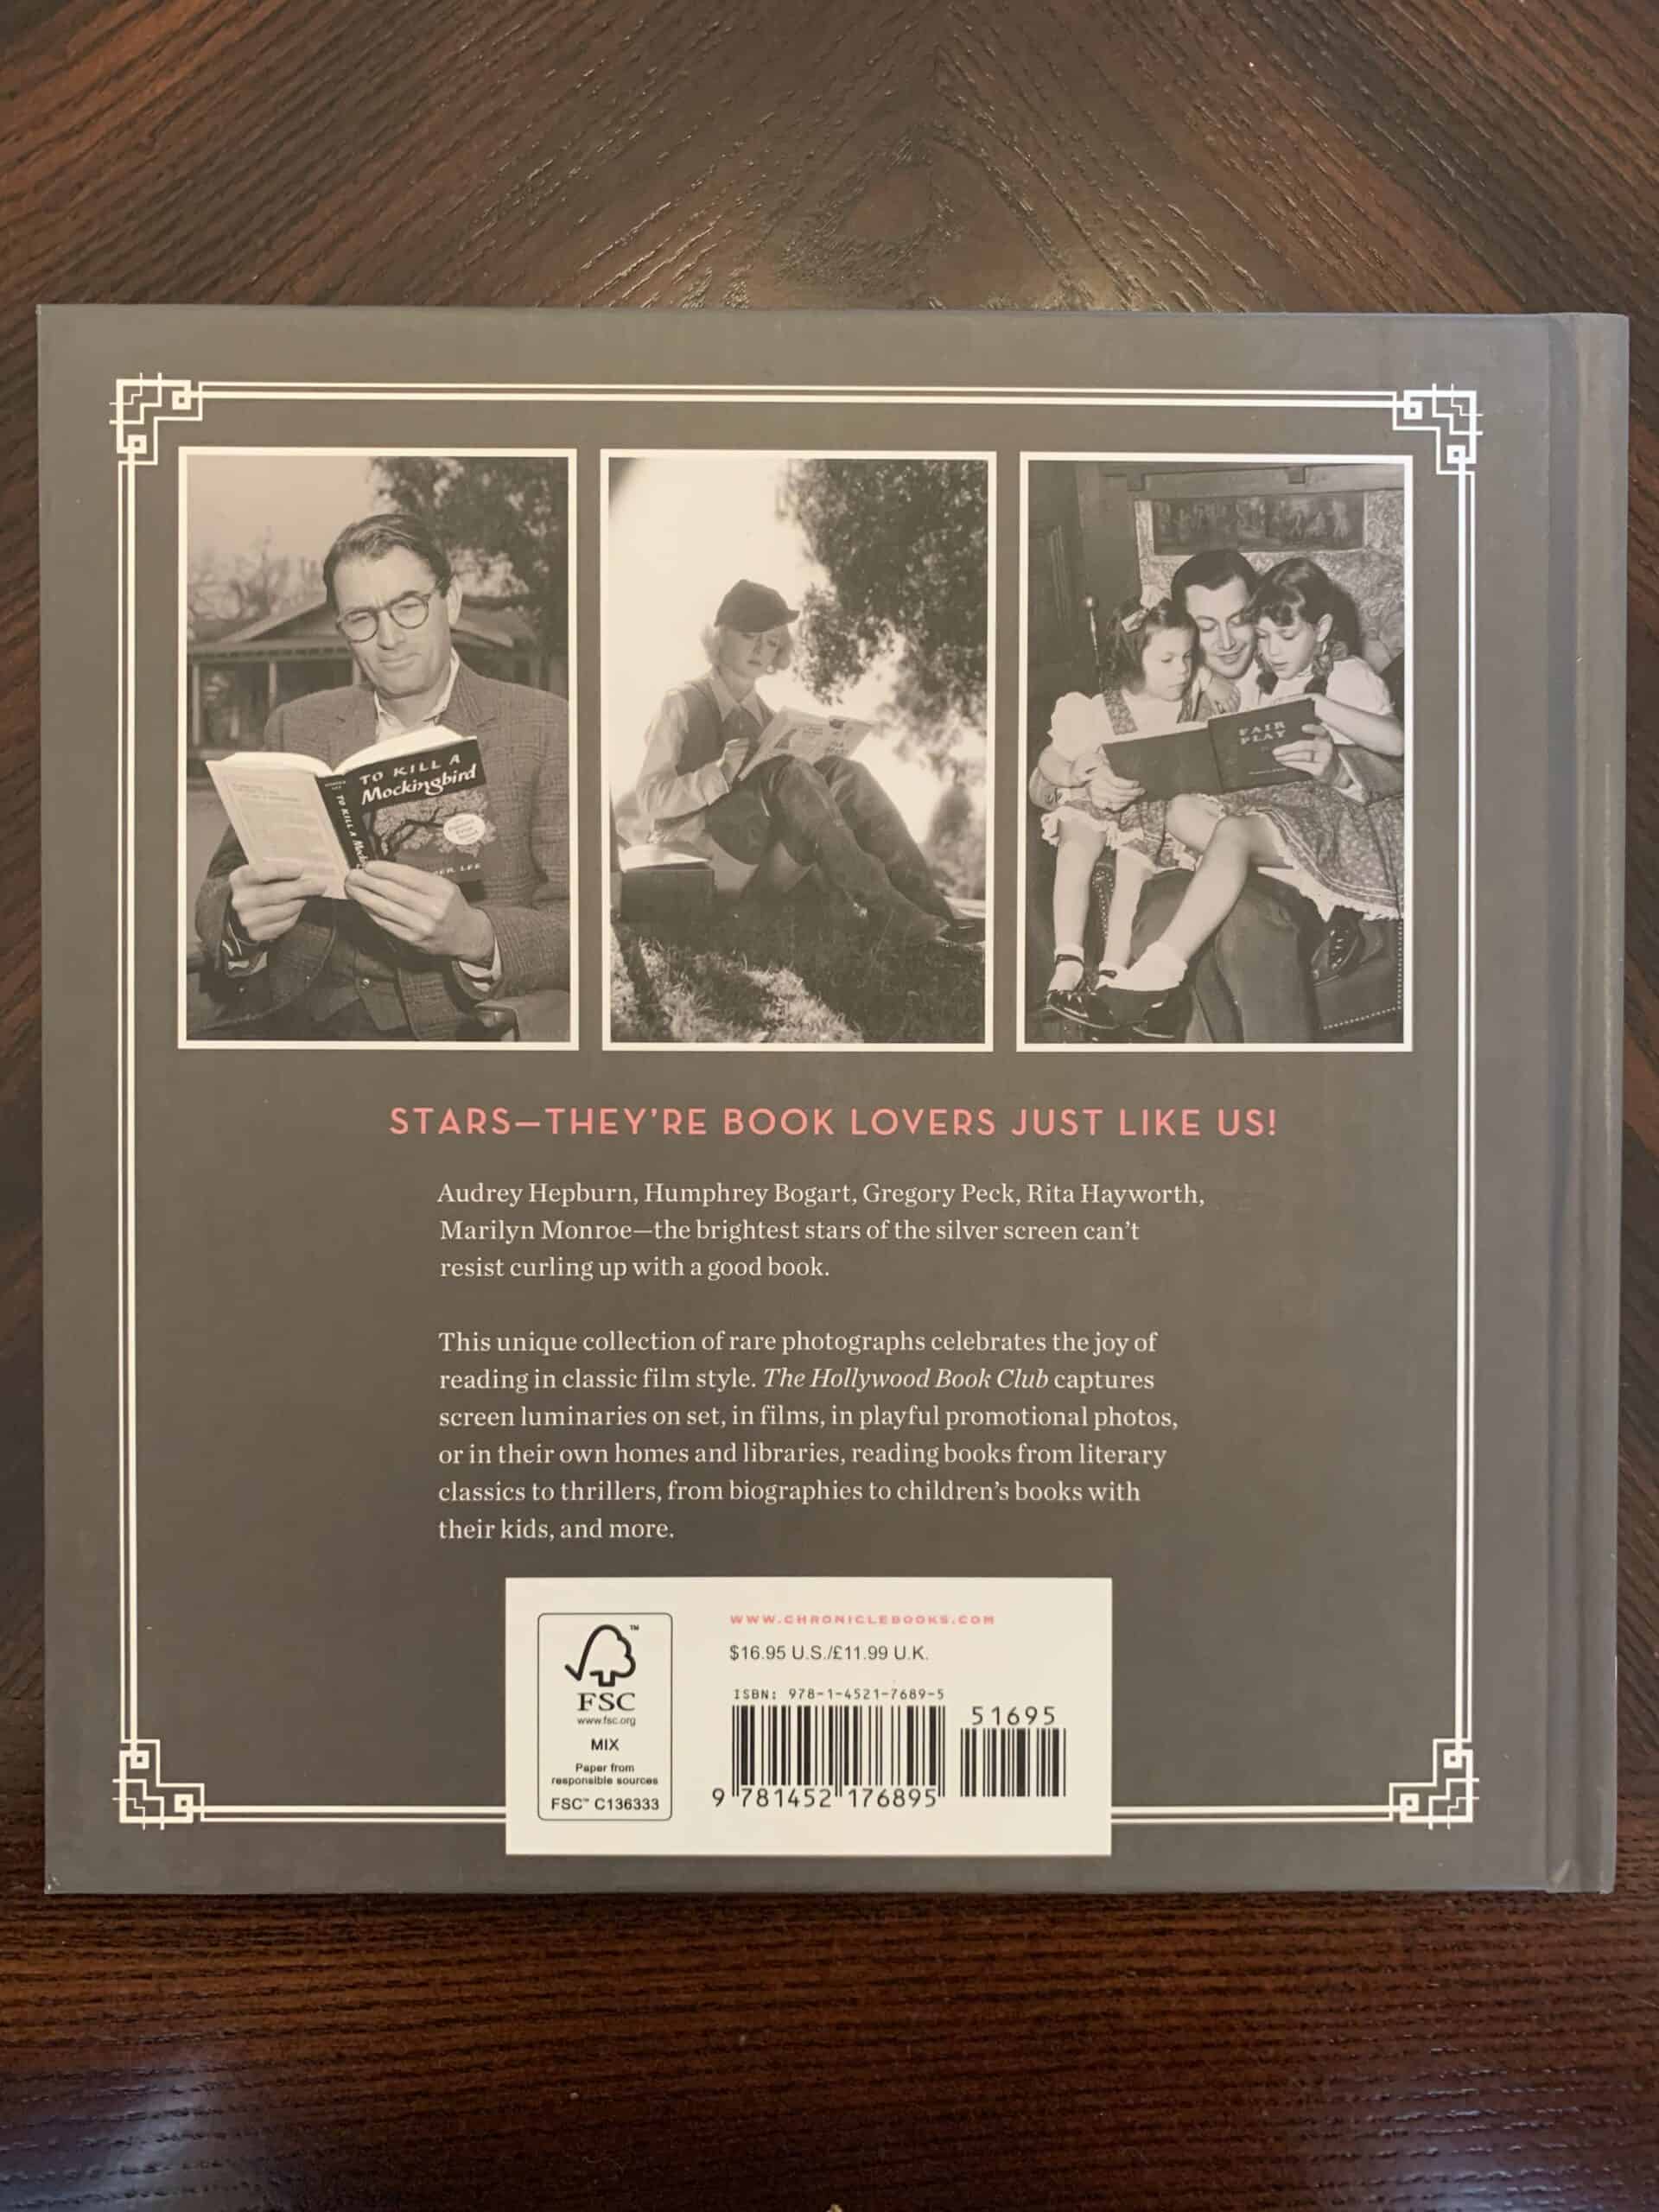 TO KILL A
Mockingbird
TO KILL A
FAIR
PLAY
STARS—THEY'RE BOOK LOVERS JUST LIKE US!
Audrey Hepburn, Humphrey Bogart, Gregory Peck, Rita Hayworth,
Marilyn Monroe—the brightest stars of the silver screen can't
resist curling up with a good book.
This unique collection of rare photographs celebrates the joy of
reading in classic film style. The Hollywood Book Club captures
screen luminaries on set, in films, in playful promotional photos,
or in their own homes and libraries, reading books from literary
classics to thrillers, from biographies to children's books with
their kids, and more.
FSC™
www.fsc.org
MIX
Paper from
responsible sources
FSC™ C136333
WWW.CHRONICLEBOOKS.COM
$16.95 U.S./£11.99 U.K.
ISBN: 978-1-4521-7689-5
51695
9 781452 176895